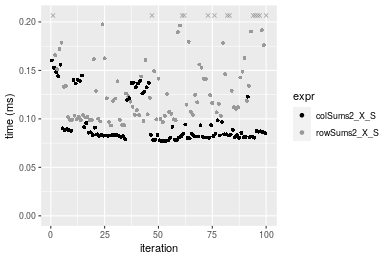 0.20
0.15
0.10
0.05
0.00
time (ms)
0
25
50
75
100
iteration
expr
colSums2_X_S
rowSums2_X_S